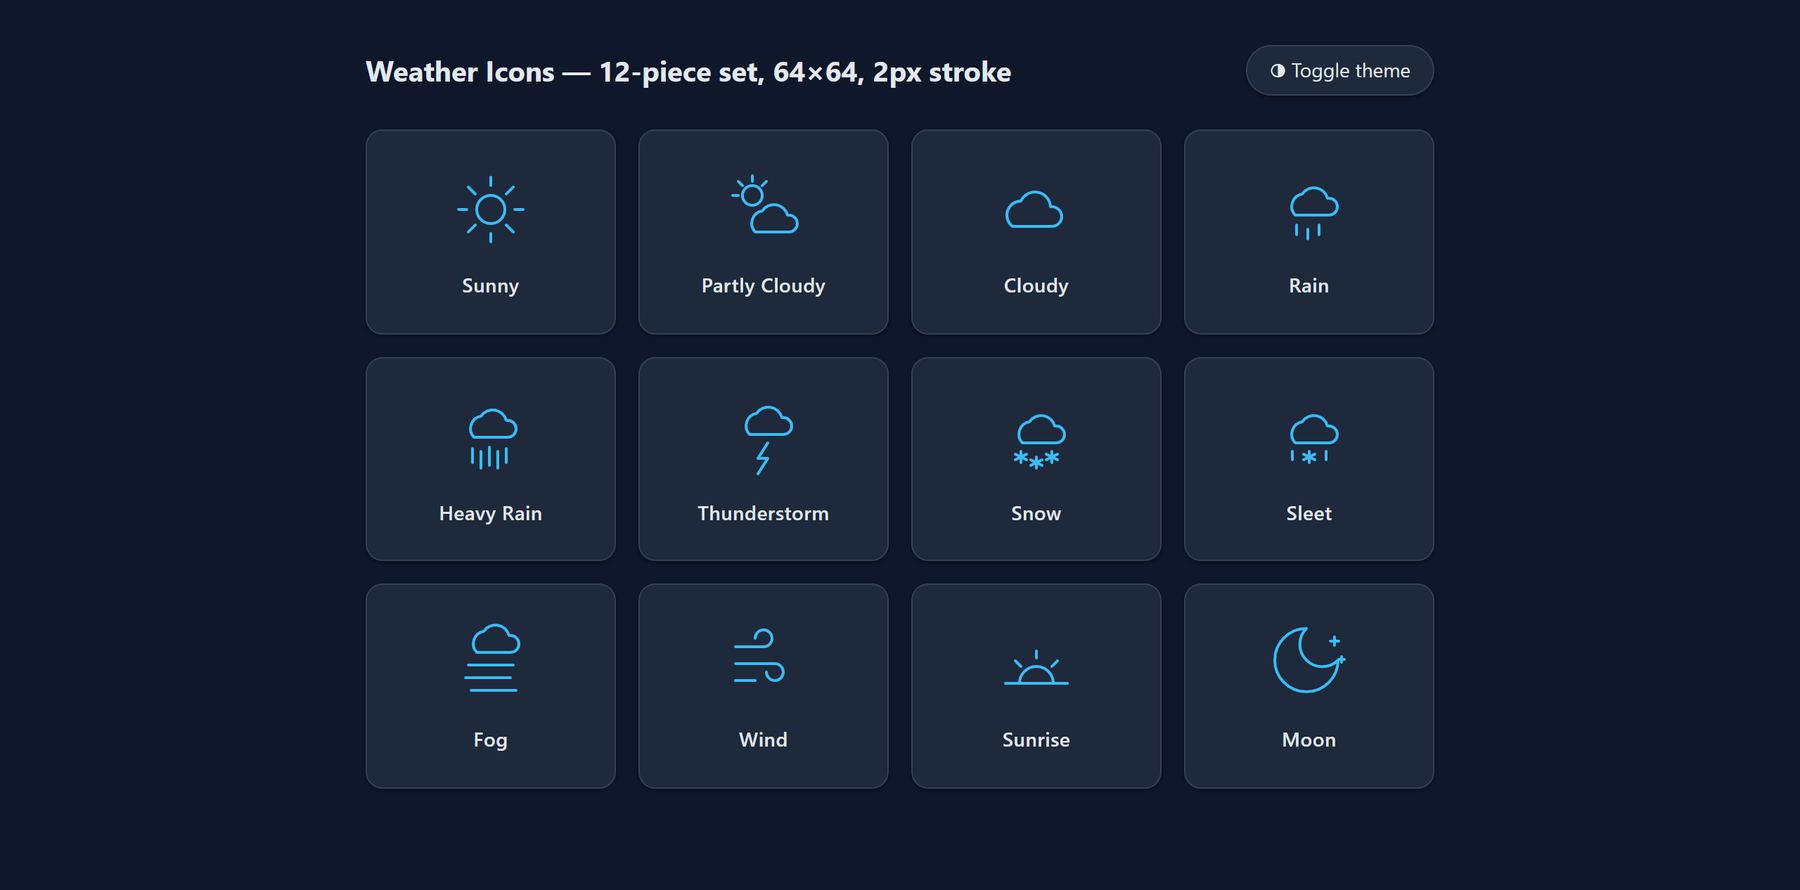 Weather Icons — 12-piece set, 64×64, 2px stroke
Toggle theme
Sunny
Partly Cloudy
Cloudy
Rain
Heavy Rain
Thunderstorm
Snow
Sleet
Fog
Wind
Sunrise
Moon